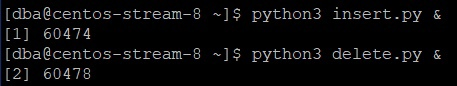 [dba@centos-stream-8 ~]$ python3 insert.py &
[1] 60474
[dba@centos-stream-8 ~]$ python3 delete.py &
[2] 60478